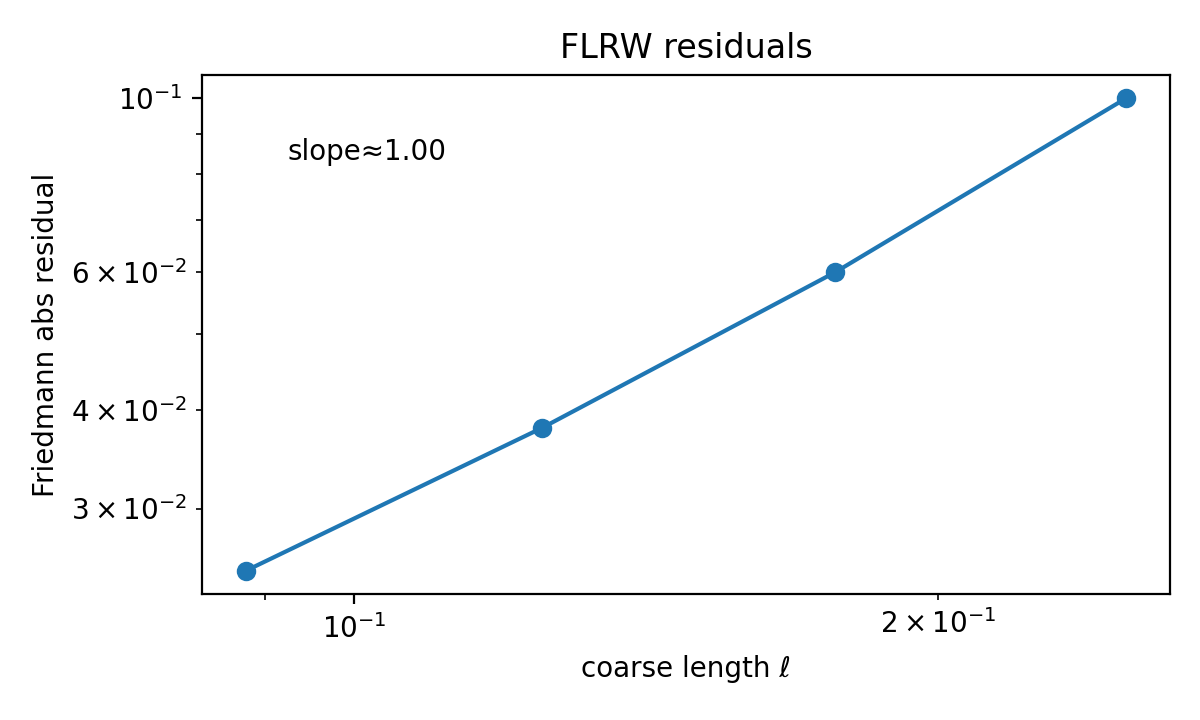 FLRW residuals
10⁻¹
slope≈1.00
6 × 10⁻²
4 × 10⁻²
3 × 10⁻²
Friedmann abs residual
10⁻¹
2 × 10⁻¹
coarse length ℓ